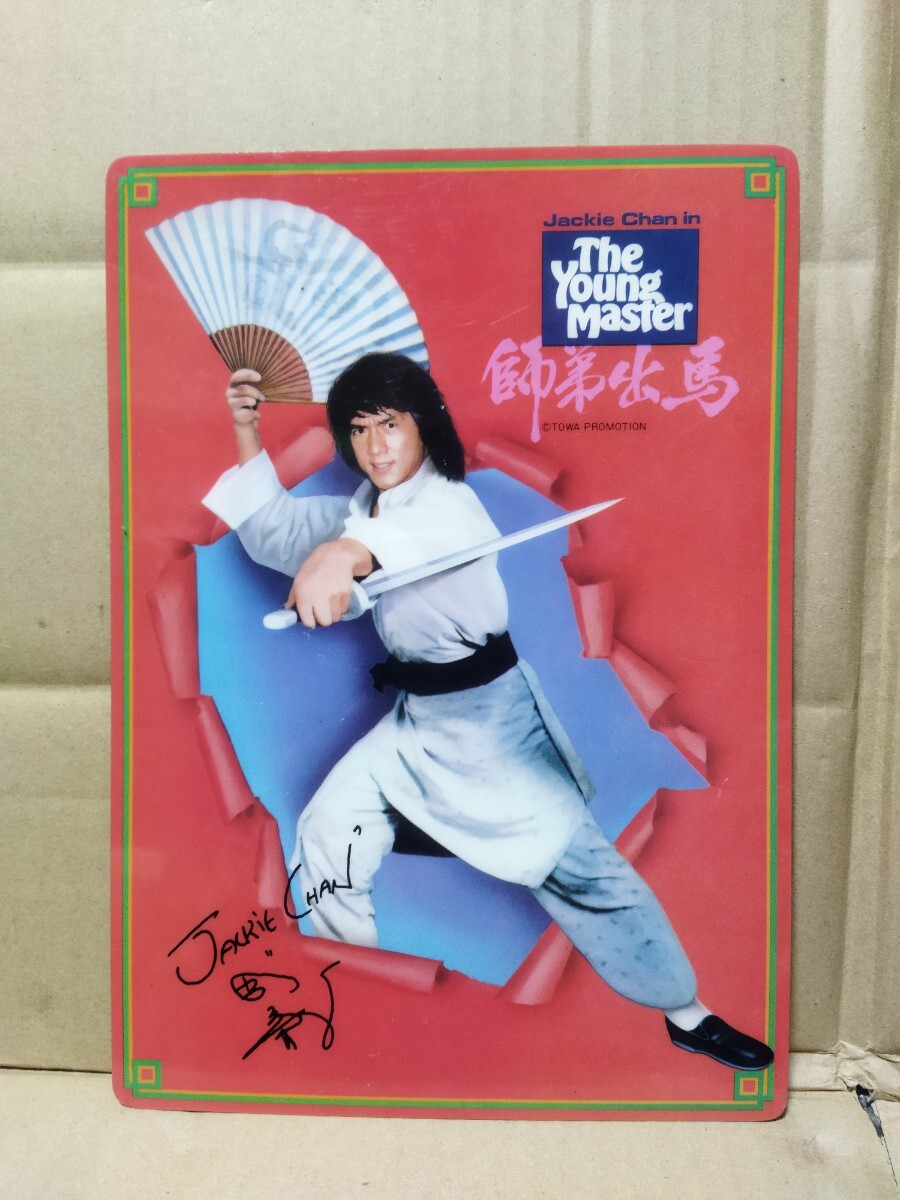 Jackie Chan in
The
Young
Master
師弟出馬
©TOWA PROMOTION
JACKIE CHAN